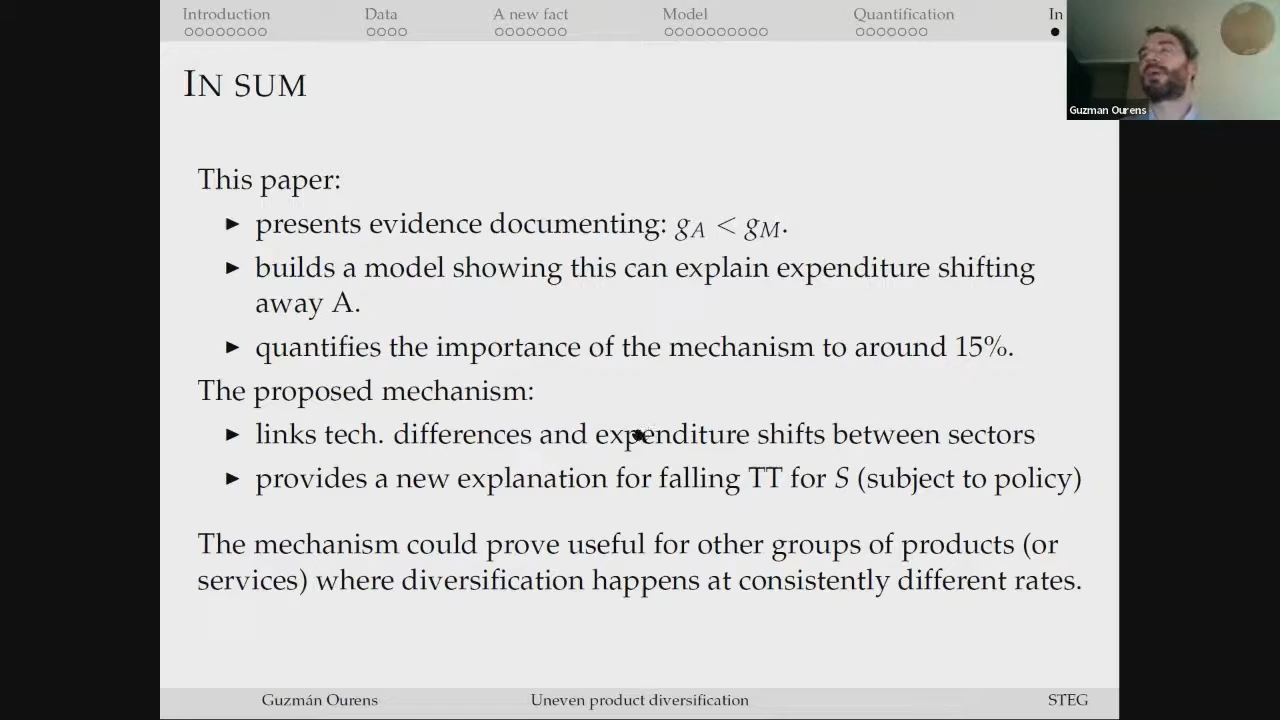 Introduction Data A new fact Model Quantification In
Guzman Ourens
IN SUM
This paper:
▶ presents evidence documenting: g_A < g_M.
▶ builds a model showing this can explain expenditure shifting
away A.
▶ quantifies the importance of the mechanism to around 15%.
The proposed mechanism:
▶ links tech. differences and expenditure shifts between sectors
▶ provides a new explanation for falling TT for S (subject to policy)
The mechanism could prove useful for other groups of products (or
services) where diversification happens at consistently different rates.
Guzmán Ourens Uneven product diversification STEG